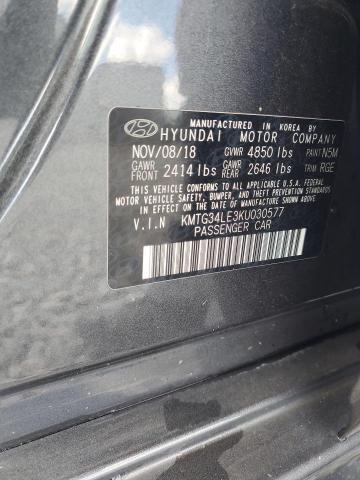 MANUFACTURED IN KOREA BY
HYUNDAI MOTOR COMPANY
NOV/08/18 GVWR 4850 lbs PAINT N5M
GAWR FRONT 2414 lbs GAWR REAR 2646 lbs TRIM RGE
THIS VEHICLE CONFORMS TO ALL APPLICABLE U.S.A. FEDERAL
MOTOR VEHICLE SAFETY, BUMPER, AND THEFT PREVENTION STANDARDS
IN EFFECT ON THE DATE OF MANUFACTURE SHOWN ABOVE.
V.I.N KMTG34LE3KU030577
PASSENGER CAR